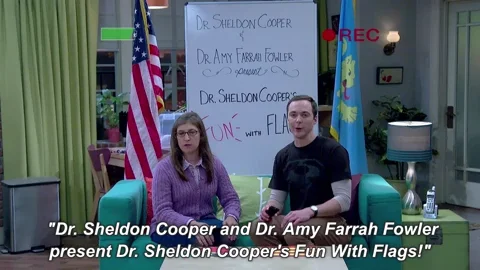 REC
DR. SHELDON COOPER
&
DR. AMY FARRAH FOWLER
present
DR. SHELDON COOPER'S
FUN WITH FLAG
"Dr. Sheldon Cooper and Dr. Amy Farrah Fowler
present Dr. Sheldon Cooper's Fun With Flags!"